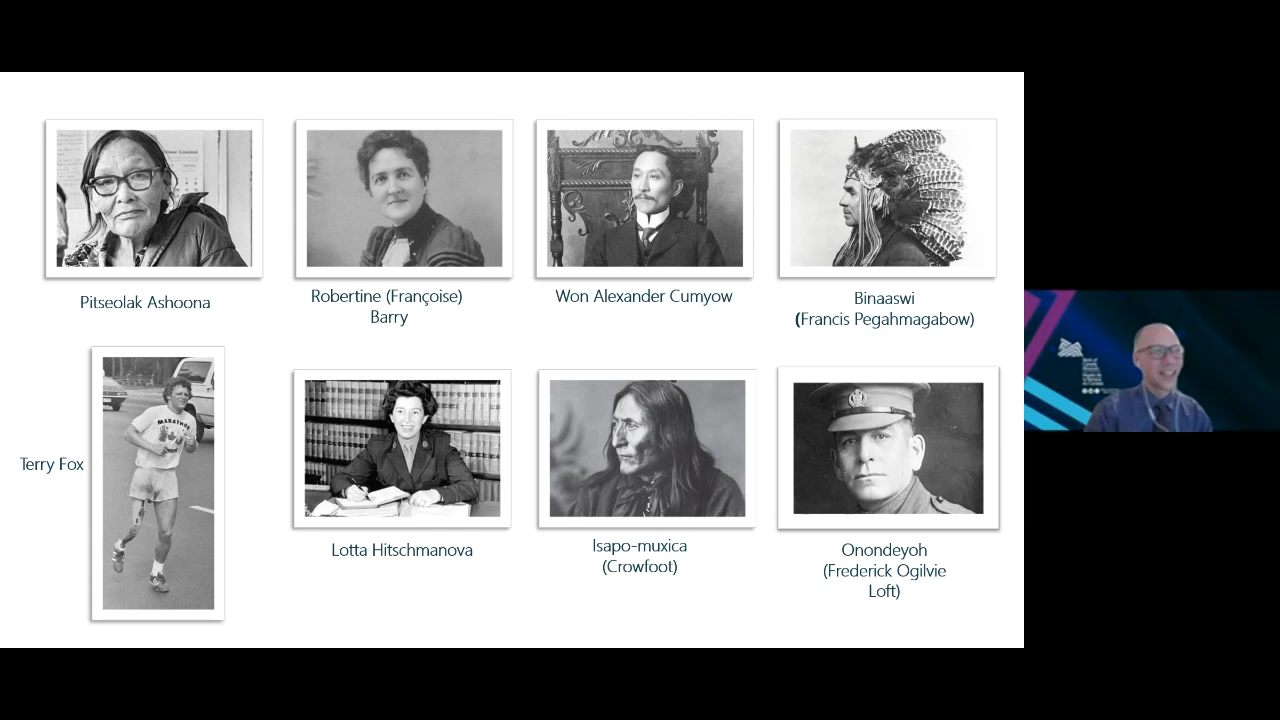 Pitseolak Ashoona
Robertine (Françoise)
Barry
Won Alexander Cumyow
Binaaswi
(Francis Pegahmagabow)
MARATHON
Terry Fox
Lotta Hitschmanova
Isapo-muxica
(Crowfoot)
Onondeyoh
(Frederick Ogilvie
Loft)